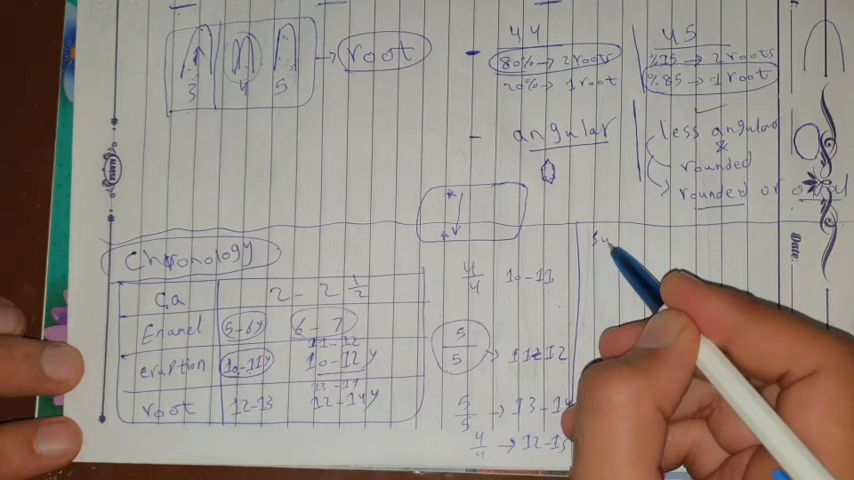 root
3 4 5
44
80% → 2 roots
20% → 1 root
- angular
45
%15 → 2 roots
%85 → 1 root
less angular
rounded
rounded or oval
Date:
Chronology
Ca 2 - 2 1/2
Enamel 5-6y 6-7
11-12
eruption 10-11y 10-12y
13-14
root 12-13 12-14y
4/4 10-11
5/5 → 11-12
5/5 → 13-14
4/4 → 12-13
Su